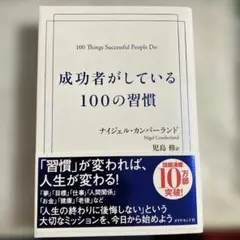 100 Things Successful People Do
成功者がしている
100の習慣
ナイジェル・カンバーランド
Nigel Cumberland
児島 修 訳
「習慣」が変われば、
人生が変わる!
「夢」「目標」「仕事」「人間関係」
「お金」「健康」「老後」など
10万部
突破!
「人生の終わりに後悔しない」という
大切なミッションを、今日から始めよう
ダイヤモンド社